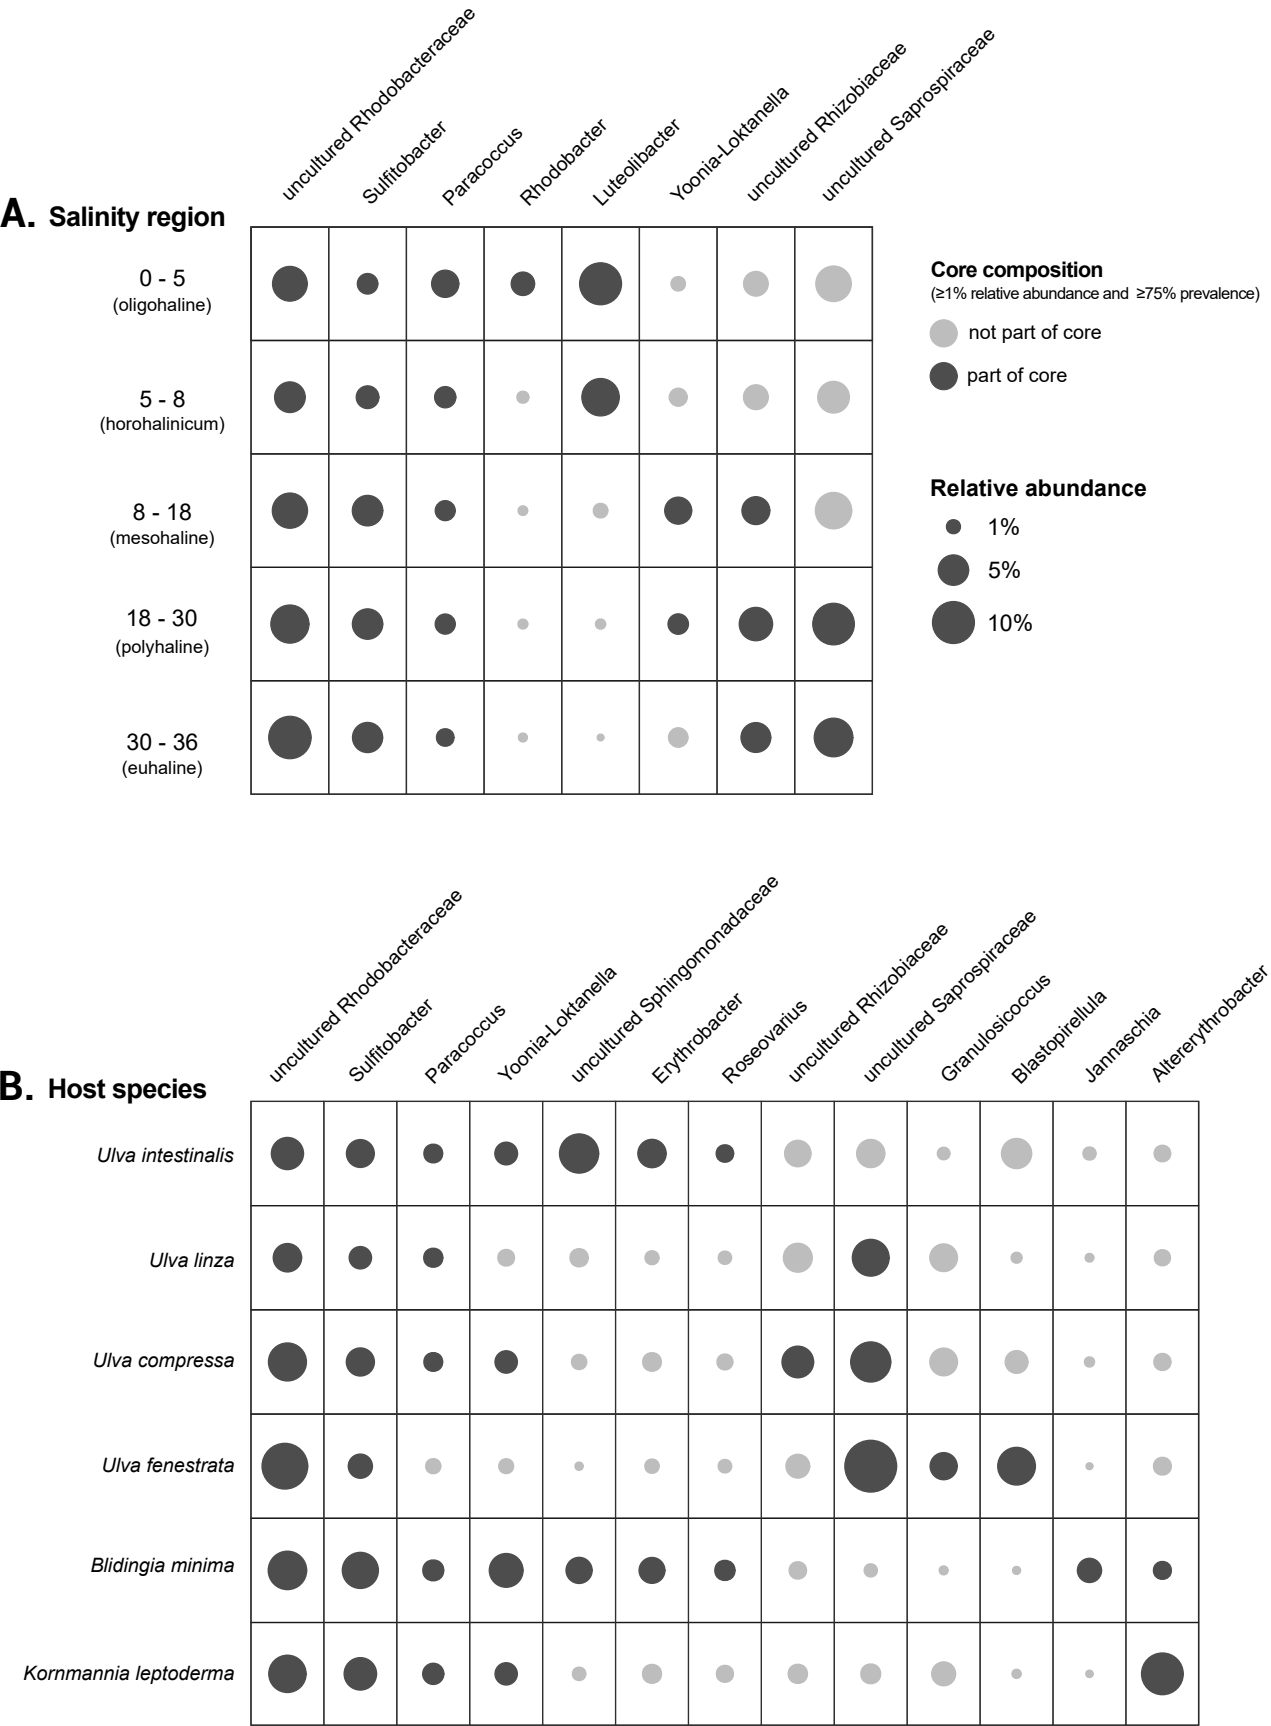 uncultured Rhodobacteraceae
Sulfitobacter
Paracoccus
Rhodobacter
Luteolibacter
Yoonia-Loktanella
uncultured Rhizobiaceae
uncultured Saprospiraceae
A. Salinity region
0 - 5
(oligohaline)
5 - 8
(horohalinicum)
8 - 18
(mesohaline)
18 - 30
(polyhaline)
30 - 36
(euhaline)
Core composition
(≥1% relative abundance and ≥75% prevalence)
not part of core
part of core
Relative abundance
1%
5%
10%
uncultured Rhodobacteraceae
Sulfitobacter
Paracoccus
Yoonia-Loktanella
uncultured Sphingomonadaceae
Erythrobacter
Roseovarius
uncultured Rhizobiaceae
uncultured Saprospiraceae
Granulosicoccus
Blastopirellula
Jannaschia
Altererythrobacter
B. Host species
Ulva intestinalis
Ulva linza
Ulva compressa
Ulva fenestrata
Blidingia minima
Kornmannia leptoderma